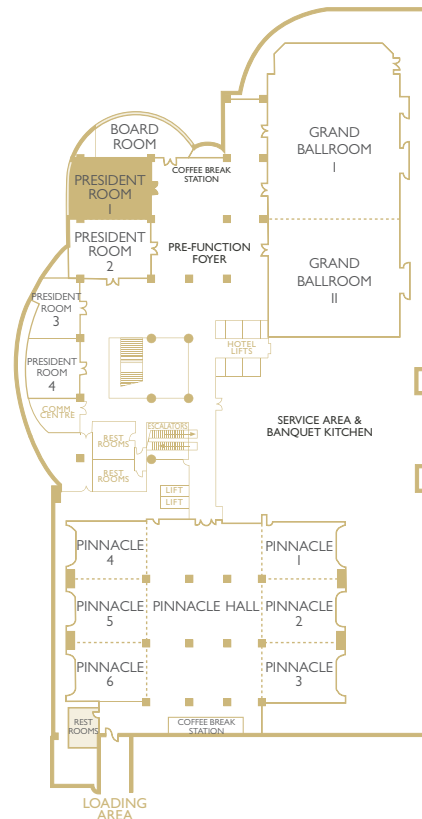 BOARD
ROOM
COFFEE BREAK
STATION
GRAND
BALLROOM
I
PRESIDENT
ROOM
1
PRESIDENT
ROOM
2
PRE-FUNCTION
FOYER
GRAND
BALLROOM
II
PRESIDENT
ROOM
3
PRESIDENT
ROOM
4
COMM.
CENTRE
HOTEL
LIFTS
ESCALATORS
REST
ROOMS
REST
ROOMS
SERVICE AREA &
BANQUET KITCHEN
LIFT
LIFT
PINNACLE
4
PINNACLE
1
PINNACLE
5
PINNACLE HALL
PINNACLE
2
PINNACLE
6
PINNACLE
3
REST
ROOMS
COFFEE BREAK
STATION
LOADING
AREA